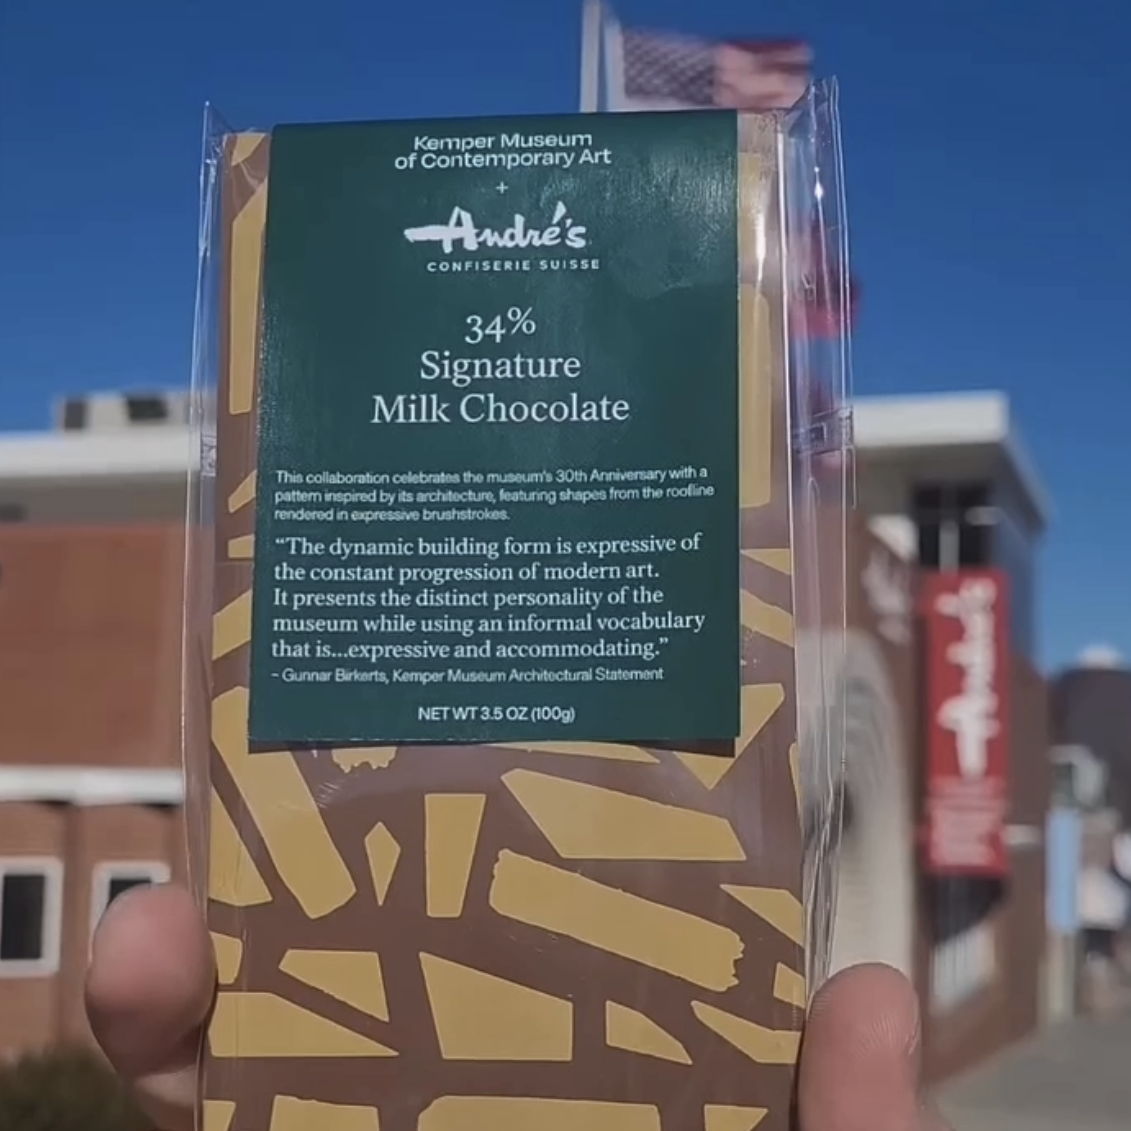 Kemper Museum
of Contemporary Art
+
André's
CONFISERIE SUISSE
34%
Signature
Milk Chocolate
This collaboration celebrates the museum's 30th Anniversary with a
pattern inspired by its architecture, featuring shapes from the roofline
rendered in expressive brushstrokes.
“The dynamic building form is expressive of
the constant progression of modern art.
It presents the distinct personality of the
museum while using an informal vocabulary
that is...expressive and accommodating.”
- Gunnar Birkerts, Kemper Museum Architectural Statement
NET WT 3.5 OZ (100g)
André's